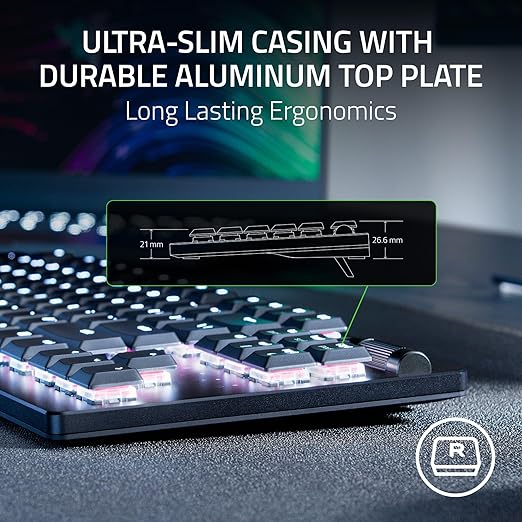 ULTRA-SLIM CASING WITH
DURABLE ALUMINUM TOP PLATE
Long Lasting Ergonomics
21 mm
26.6 mm
R